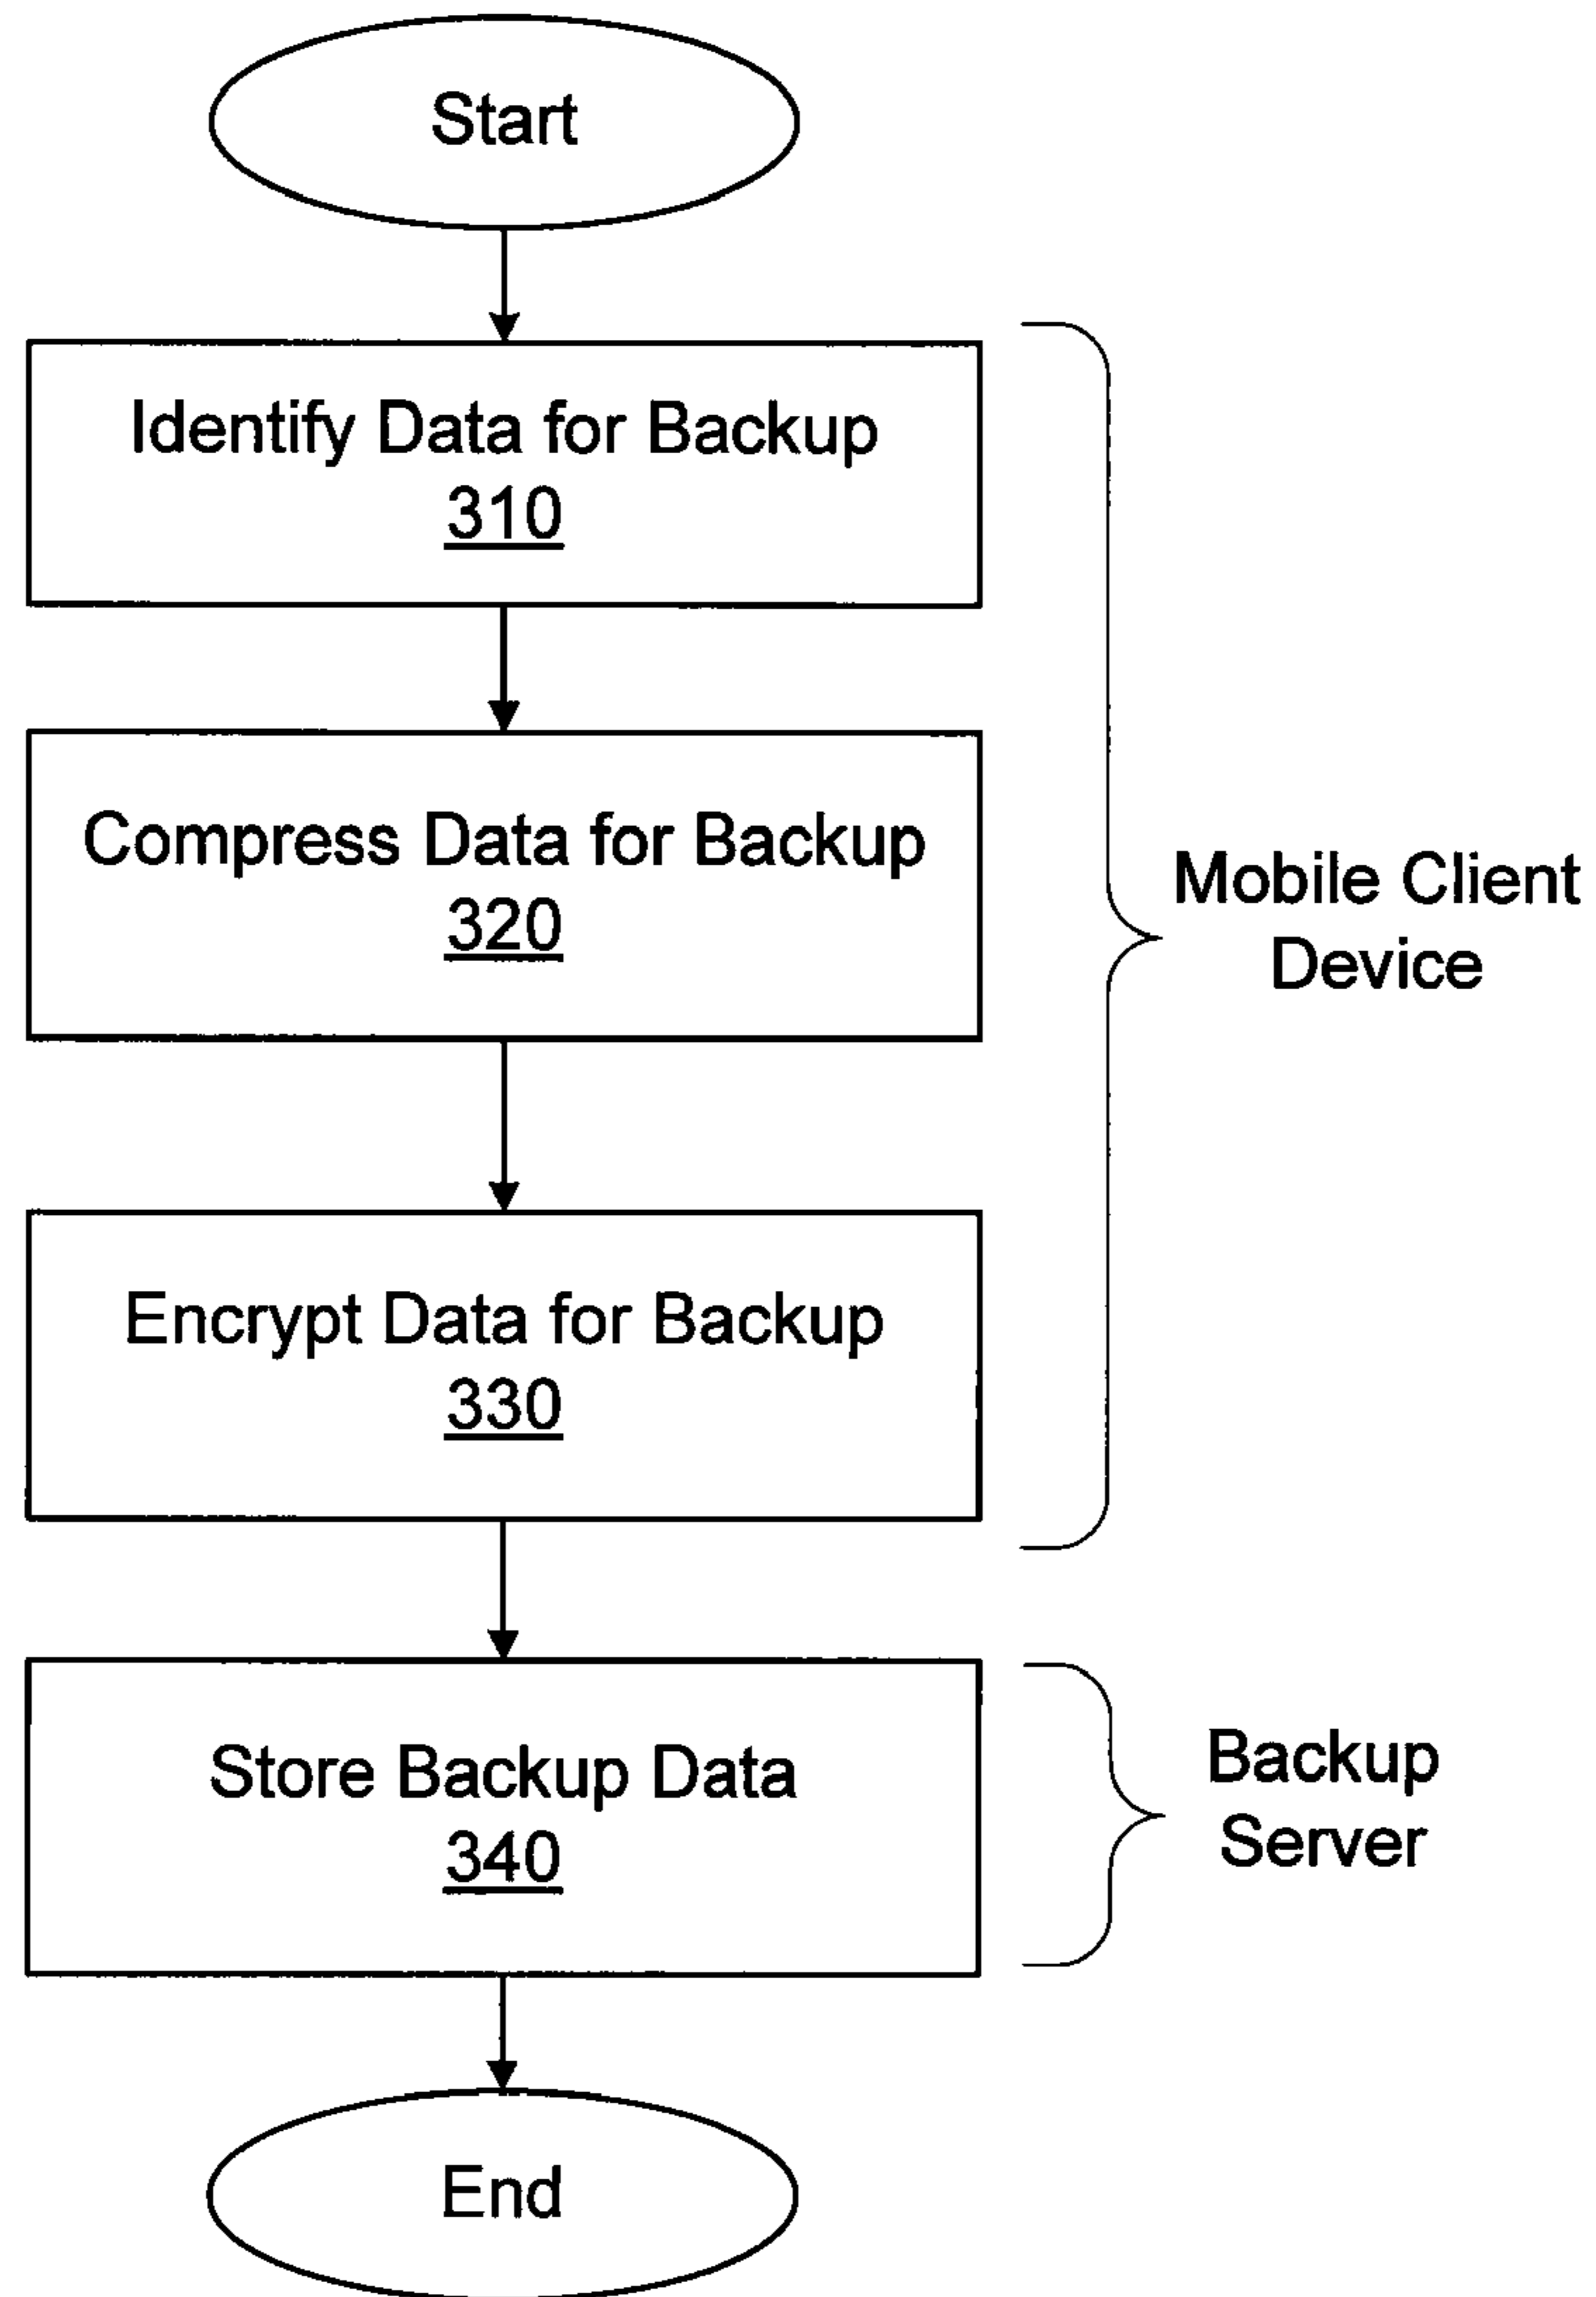 Start
Identify Data for Backup
310
Compress Data for Backup
320
Mobile Client
Device
Encrypt Data for Backup
330
Store Backup Data
340
Backup
Server
End